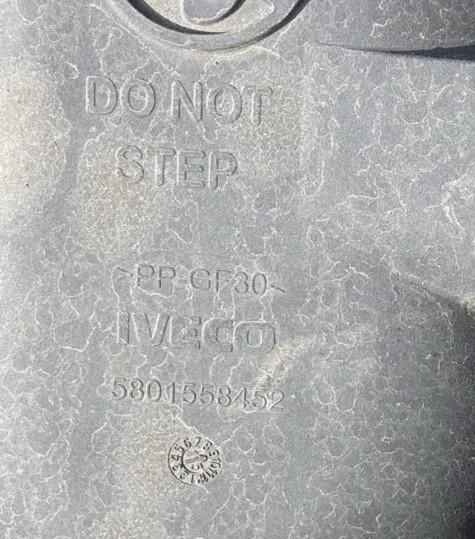 DO NOT
STEP
>PP-GF30<
IVECO
5801558452